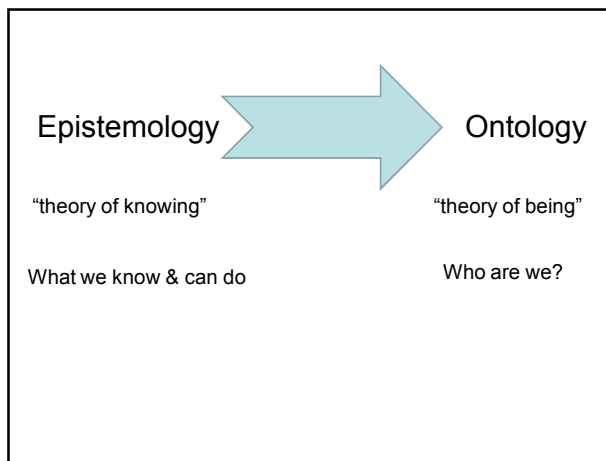 Epistemology
Ontology
“theory of knowing”
“theory of being”
What we know & can do
Who are we?